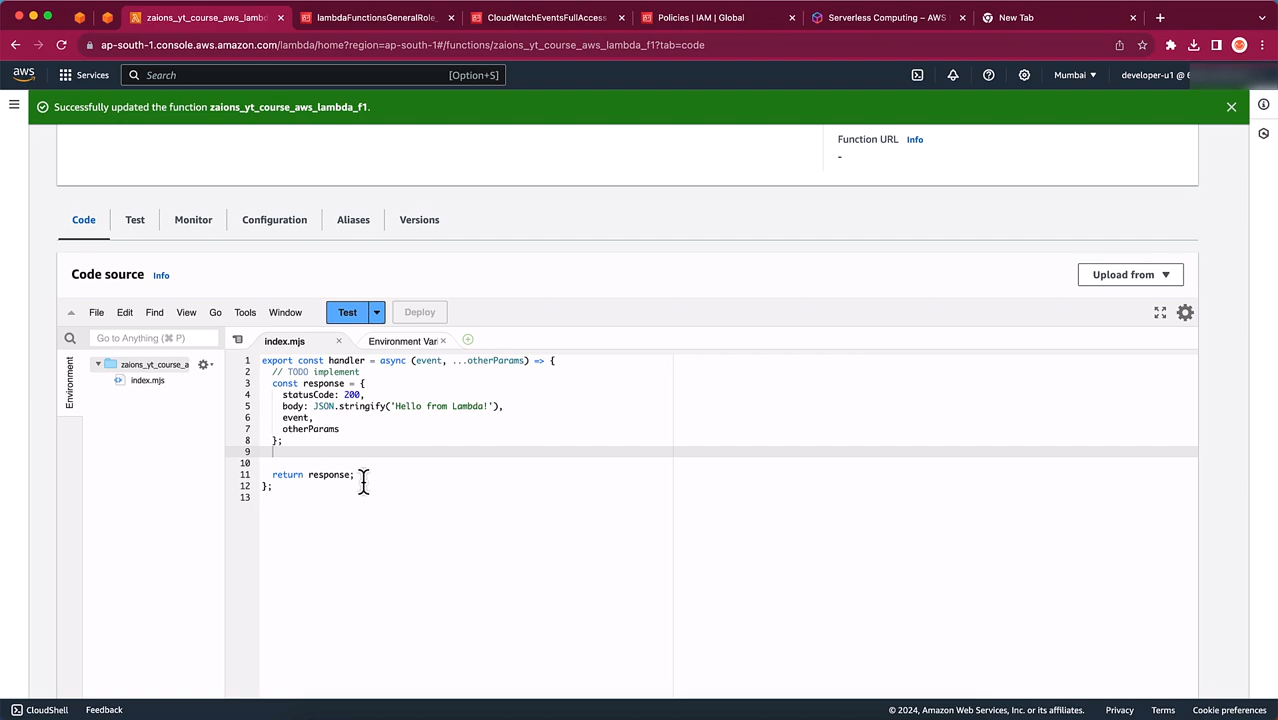 zaions_yt_course_aws_lambd
lambdaFunctionsGeneralRole_
CloudWatchEventsFullAccess
Policies | IAM | Global
Serverless Computing – AWS
New Tab
ap-south-1.console.aws.amazon.com/lambda/home?region=ap-south-1#/functions/zaions_yt_course_aws_lambda_f1?tab=code
aws
Services
Search
[Option+S]
Mumbai
developer-u1 @ 6
Successfully updated the function zaions_yt_course_aws_lambda_f1.
Function URL Info
-
Code
Test
Monitor
Configuration
Aliases
Versions
Code source Info
Upload from
File Edit Find View Go Tools Window
Test
Deploy
Go to Anything (⌘ P)
index.mjs
Environment Var
Environment
zaions_yt_course_a
index.mjs
1 export const handler = async (event, ...otherParams) => {
2 // TODO implement
3 const response = {
4 statusCode: 200,
5 body: JSON.stringify('Hello from Lambda!'),
6 event,
7 otherParams
8 };
9
10
11 return response;
12 };
13
CloudShell
Feedback
© 2024, Amazon Web Services, Inc. or its affiliates.
Privacy
Terms
Cookie preferences